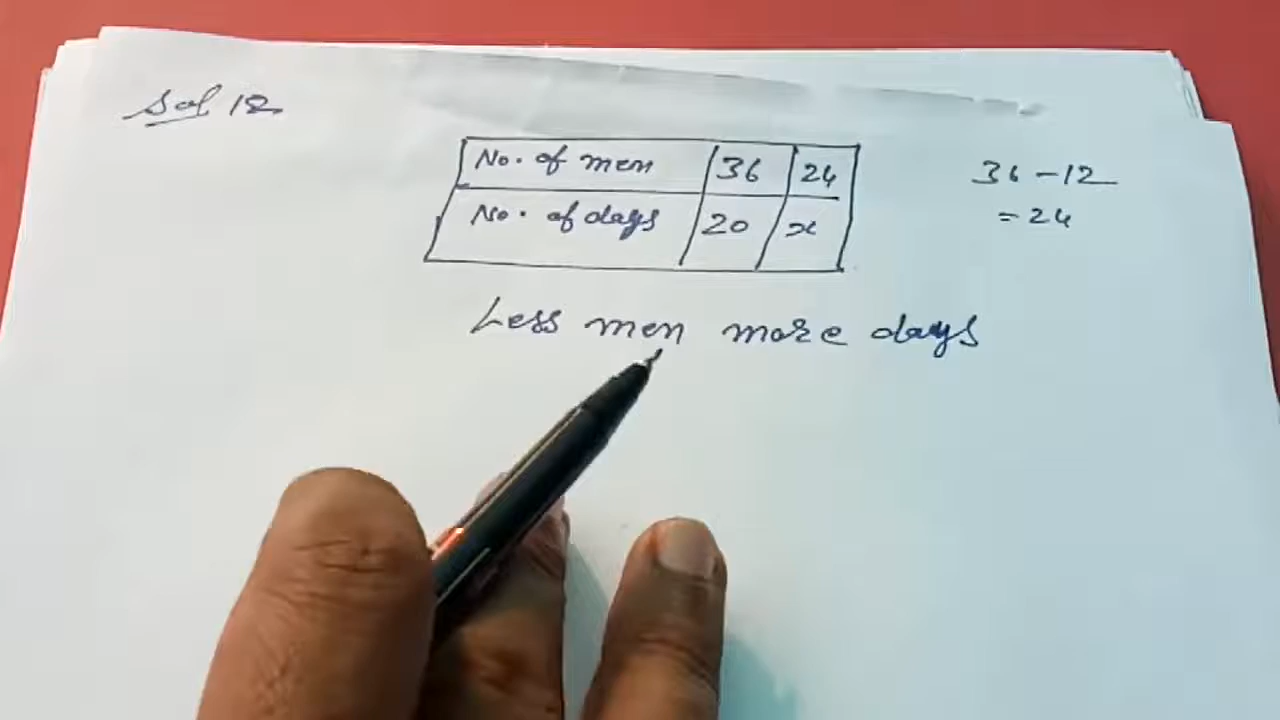 Sol 12
No. of men 36 24
No. of days 20 x
36 - 12
= 24
Less men more days